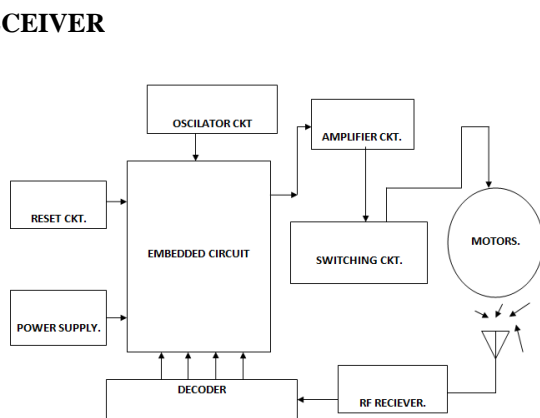 CEIVER
OSCILATOR CKT
AMPLIFIER CKT.
RESET CKT.
EMBEDDED CIRCUIT
SWITCHING CKT.
MOTORS.
POWER SUPPLY.
DECODER
RF RECIEVER.